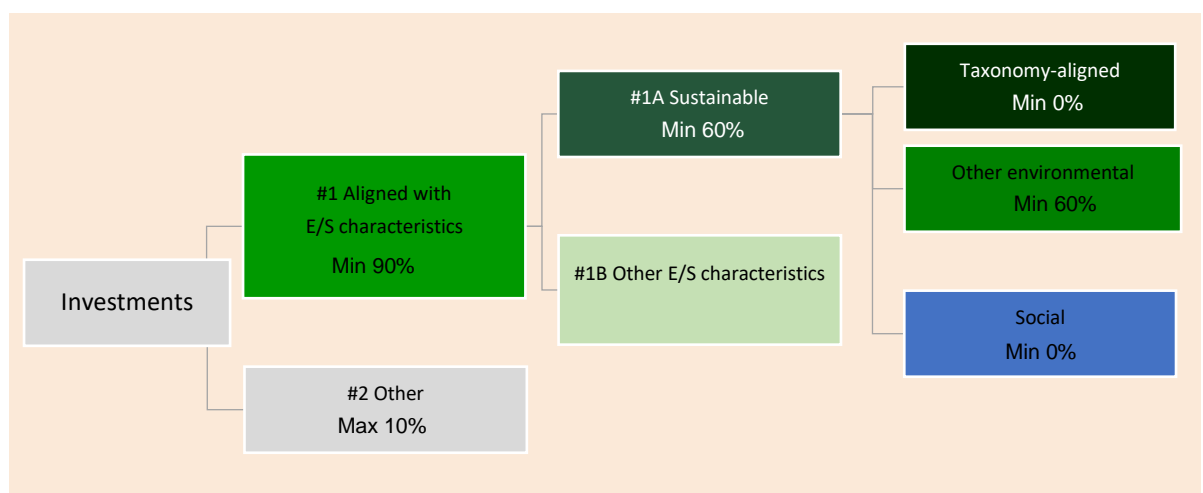 Investments
#1 Aligned with
E/S characteristics
Min 90%
#2 Other
Max 10%
#1A Sustainable
Min 60%
#1B Other E/S characteristics
Taxonomy-aligned
Min 0%
Other environmental
Min 60%
Social
Min 0%